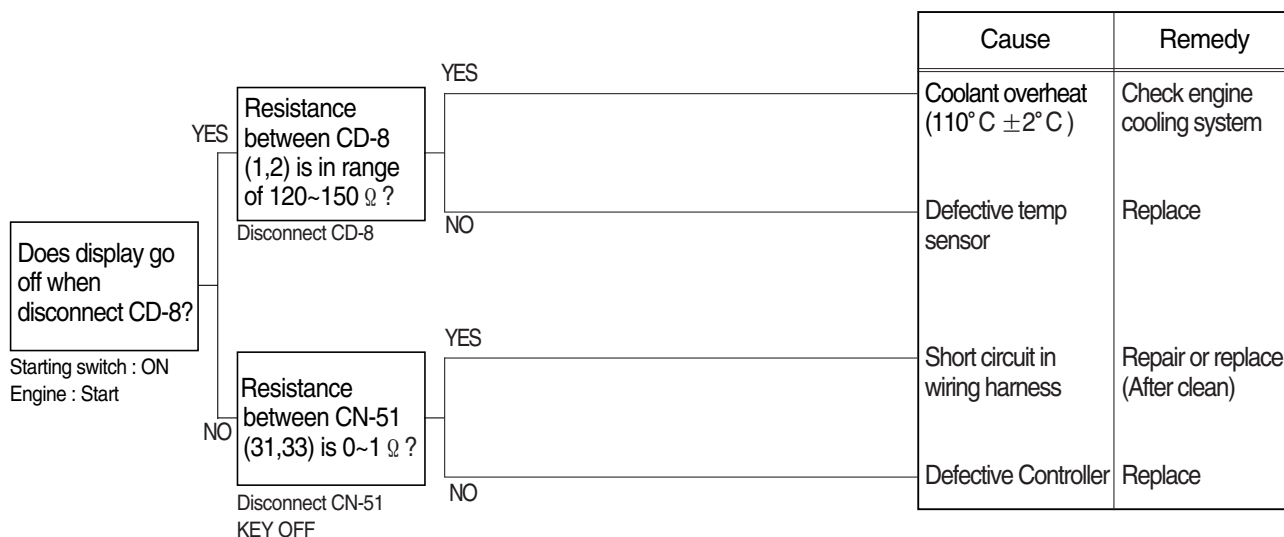 Cause
Remedy
YES
Resistance
between CD-8
(1,2) is in range
of 120~150 Ω ?
YES
Disconnect CD-8
NO
Coolant overheat
(110°C ±2°C )
Check engine
cooling system
Defective temp
sensor
Replace
Does display go
off when
disconnect CD-8?
Starting switch : ON
Engine : Start
YES
Resistance
between CN-51
(31,33) is 0~1 Ω ?
NO
Disconnect CN-51
KEY OFF
NO
Short circuit in
wiring harness
Repair or replace
(After clean)
Defective Controller
Replace